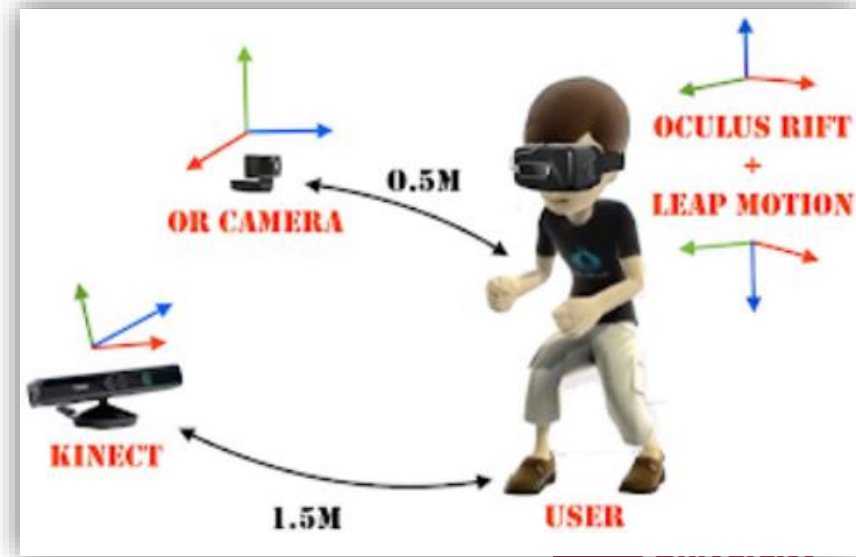 OCULUS RIFT
+
LEAP MOTION
0.5M
OR CAMERA
KINECT
1.5M
USER